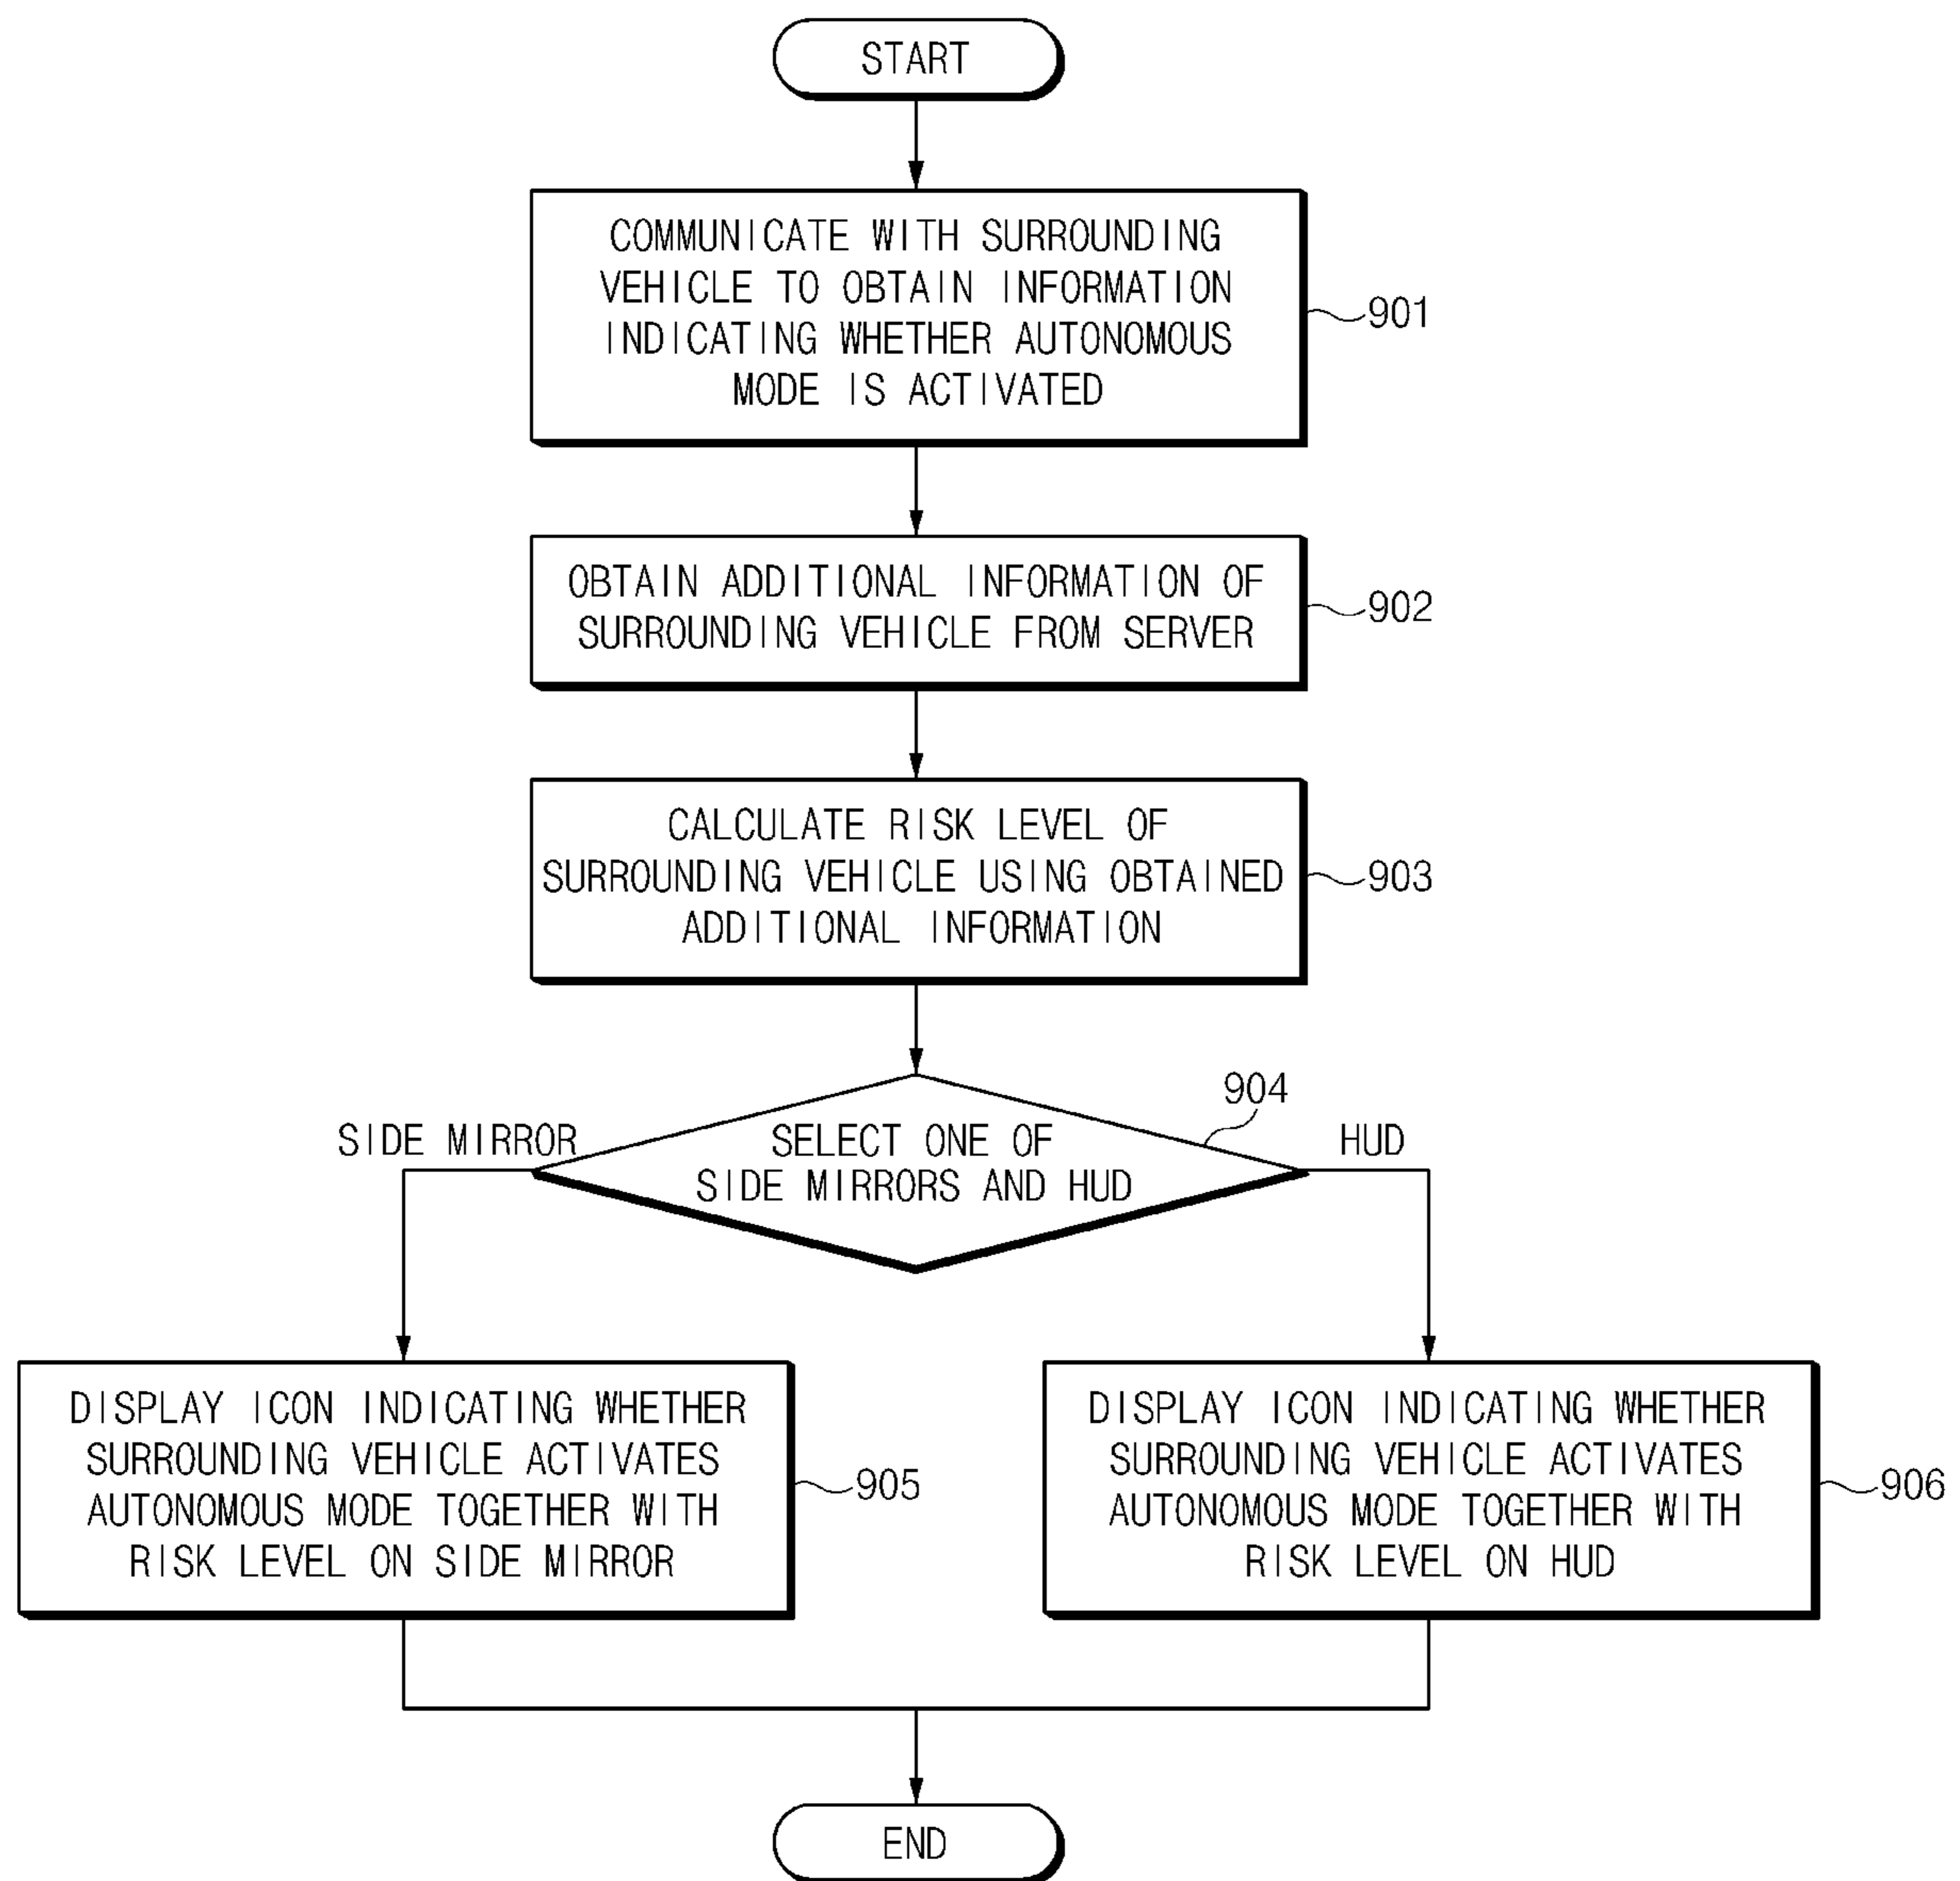 START
COMMUNICATE WITH SURROUNDING
VEHICLE TO OBTAIN INFORMATION
INDICATING WHETHER AUTONOMOUS
MODE IS ACTIVATED
901
OBTAIN ADDITIONAL INFORMATION OF
SURROUNDING VEHICLE FROM SERVER
902
CALCULATE RISK LEVEL OF
SURROUNDING VEHICLE USING OBTAINED
ADDITIONAL INFORMATION
903
904
SIDE MIRROR
SELECT ONE OF
SIDE MIRRORS AND HUD
HUD
DISPLAY ICON INDICATING WHETHER
SURROUNDING VEHICLE ACTIVATES
AUTONOMOUS MODE TOGETHER WITH
RISK LEVEL ON SIDE MIRROR
905
DISPLAY ICON INDICATING WHETHER
SURROUNDING VEHICLE ACTIVATES
AUTONOMOUS MODE TOGETHER WITH
RISK LEVEL ON HUD
906
END